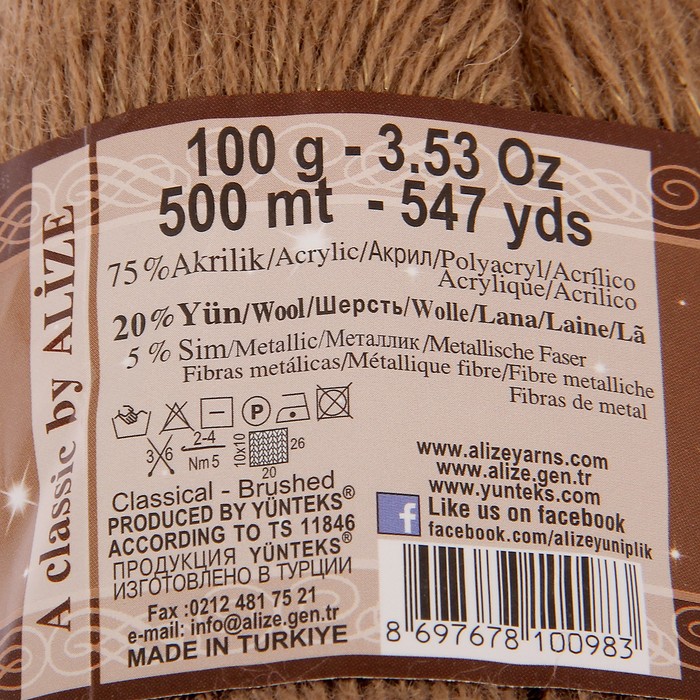 100 g - 3.53 Oz
500 mt - 547 yds
75 % Akrilik/Acrylic/Акрил/Polyacryl/Acrílico
Acrylique/Acrilico
20 % Yün/Wool/Шерсть/Wolle/Lana/Laine/Lã
5 % Sim/Metallic/Металлик/Metallische Faser
Fibras metálicas/Métallique fibre/Fibre metalliche
Fibras de metal
A classic by ALİZE
P
3 6
2-4
Nm 5
10x10
26
20
Classical - Brushed
PRODUCED BY YÜNTEKS®
ACCORDING TO TS 11846
ПРОДУКЦИЯ YÜNTEKS®
ИЗГОТОВЛЕНО В ТУРЦИИ
Fax :0212 481 75 21
e-mail: info@alize.gen.tr
MADE IN TURKIYE
www.alizeyarns.com
www.alize.gen.tr
www.yunteks.com
f Like us on facebook
facebook.com/alizeyuniplik
8 697678 100983